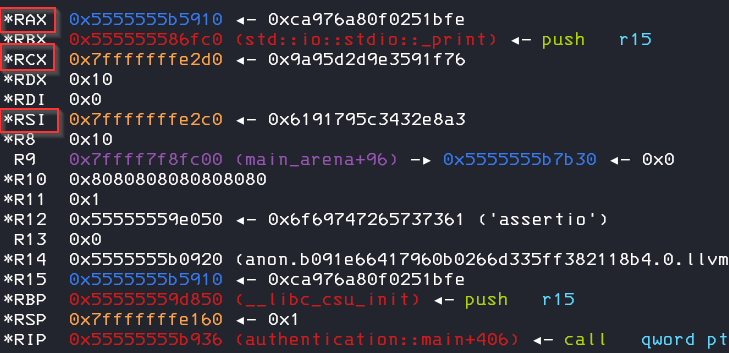 *RAX 0x5555555b5910 ◂- 0xca976a80f0251bfe
*RBX 0x555555586fc0 (std::io::stdio::_print) ◂- push r15
*RCX 0x7fffffffe2d0 ◂- 0x9a95d2d9e3591f76
*RDX 0x10
*RDI 0x0
*RSI 0x7fffffffe2c0 ◂- 0x6191795c3432e8a3
*R8 0x10
R9 0x7ffff7f8fc00 (main_arena+96) -▸ 0x5555555b7b30 ◂- 0x0
*R10 0x8080808080808080
*R11 0x1
*R12 0x55555559e050 ◂- 0x6f69747265737361 ('assertio')
R13 0x0
*R14 0x5555555b0920 (anon.b091e66417960b0266d335ff382118b4.0.llvm
*R15 0x5555555b5910 ◂- 0xca976a80f0251bfe
*RBP 0x55555559d850 (__libc_csu_init) ◂- push r15
*RSP 0x7fffffffe160 ◂- 0x1
*RIP 0x55555555b936 (authentication::main+406) ◂- call qword pt